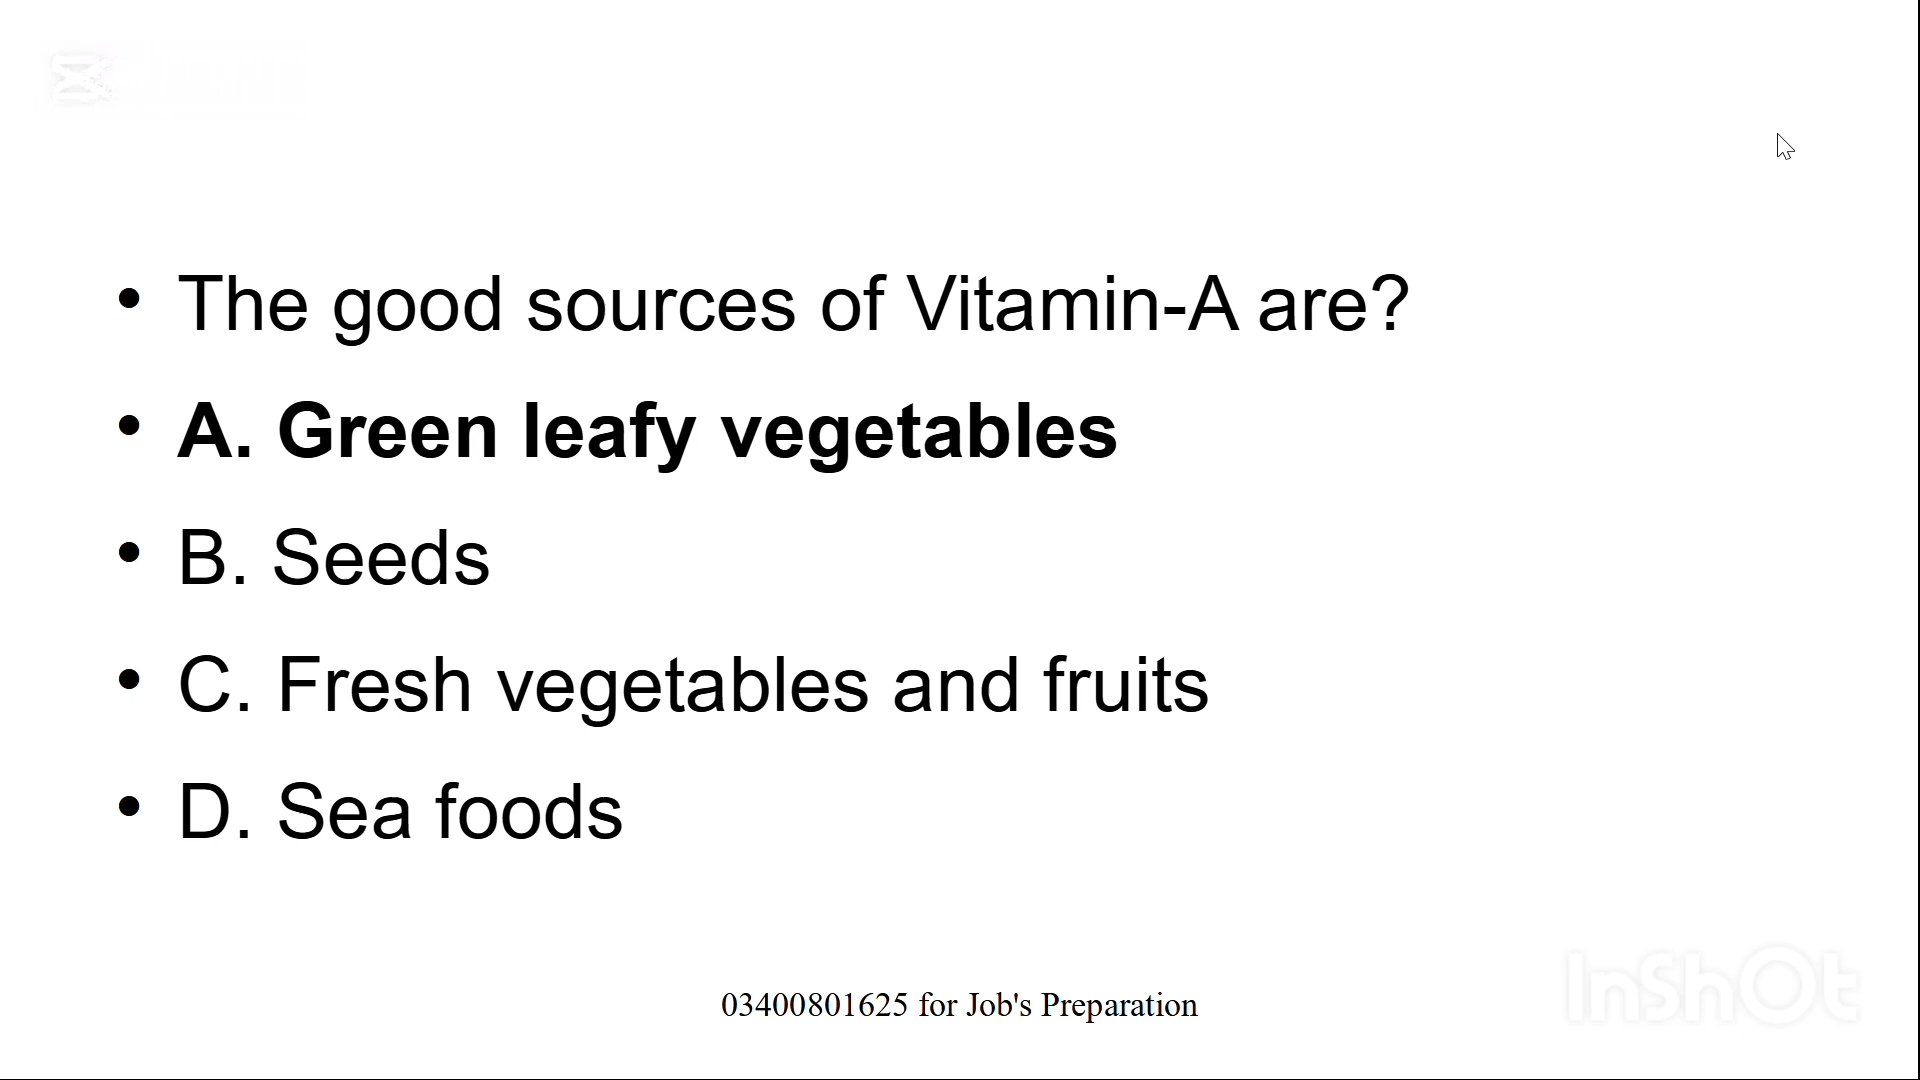 • The good sources of Vitamin-A are?
• A. Green leafy vegetables
• B. Seeds
• C. Fresh vegetables and fruits
• D. Sea foods
03400801625 for Job's Preparation
InShOt